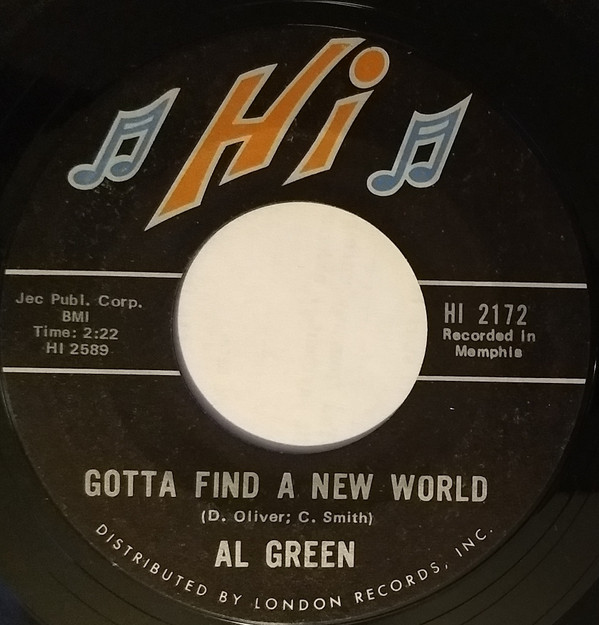 Hi
Jec Publ. Corp.
BMI
Time: 2:22
HI 2589
HI 2172
Recorded in
Memphis
GOTTA FIND A NEW WORLD
(D. Oliver; C. Smith)
AL GREEN
DISTRIBUTED BY LONDON RECORDS, INC.